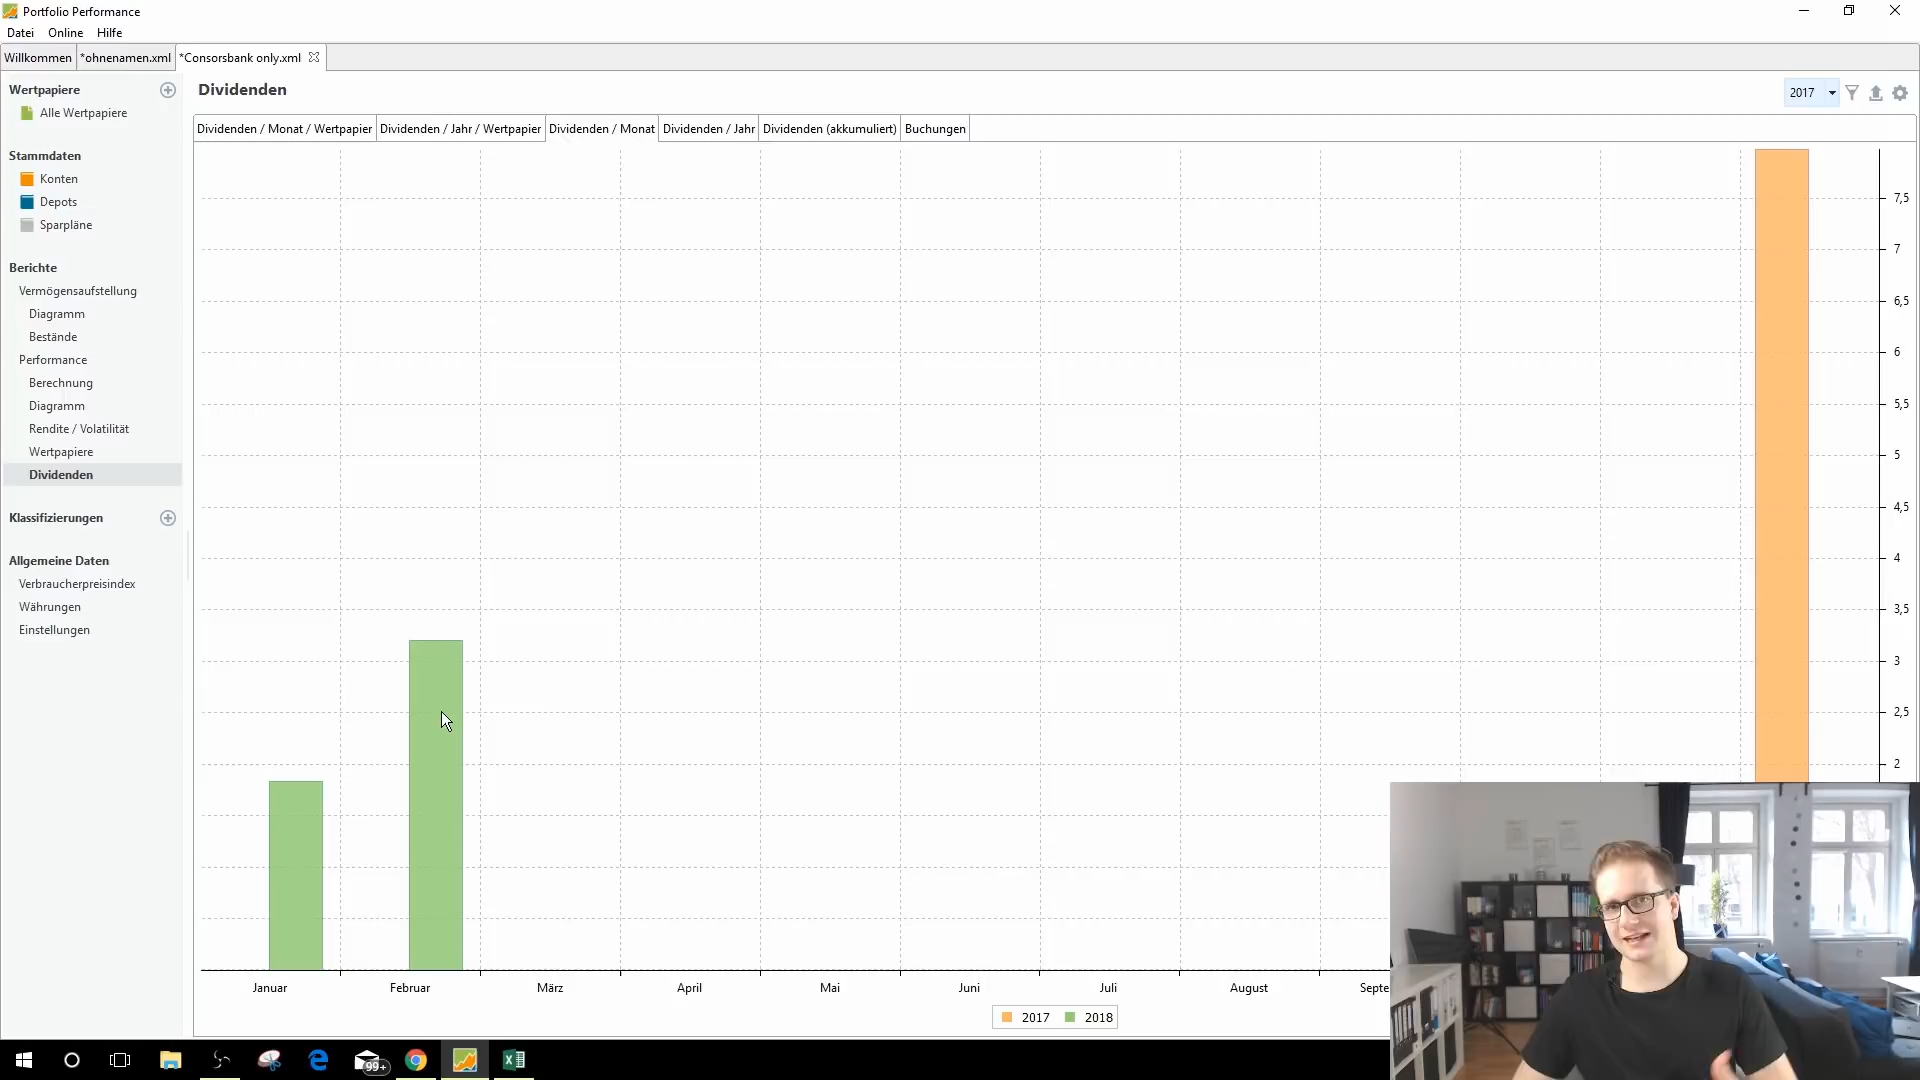 Portfolio Performance
Datei Online Hilfe
Willkommen *ohnenamen.xml *Consorsbank only.xml
Wertpapiere
Alle Wertpapiere
Stammdaten
Konten
Depots
Sparpläne
Berichte
Vermögensaufstellung
Diagramm
Bestände
Performance
Berechnung
Diagramm
Rendite / Volatilität
Wertpapiere
Dividenden
Klassifizierungen
Allgemeine Daten
Verbraucherpreisindex
Währungen
Einstellungen
Dividenden
2017
Dividenden / Monat / Wertpapier Dividenden / Jahr / Wertpapier Dividenden / Monat Dividenden / Jahr Dividenden (akkumuliert) Buchungen
7,5
7
6,5
6
5,5
5
4,5
4
3,5
3
2,5
2
Januar Februar März April Mai Juni Juli August Septe
2017 2018
99+